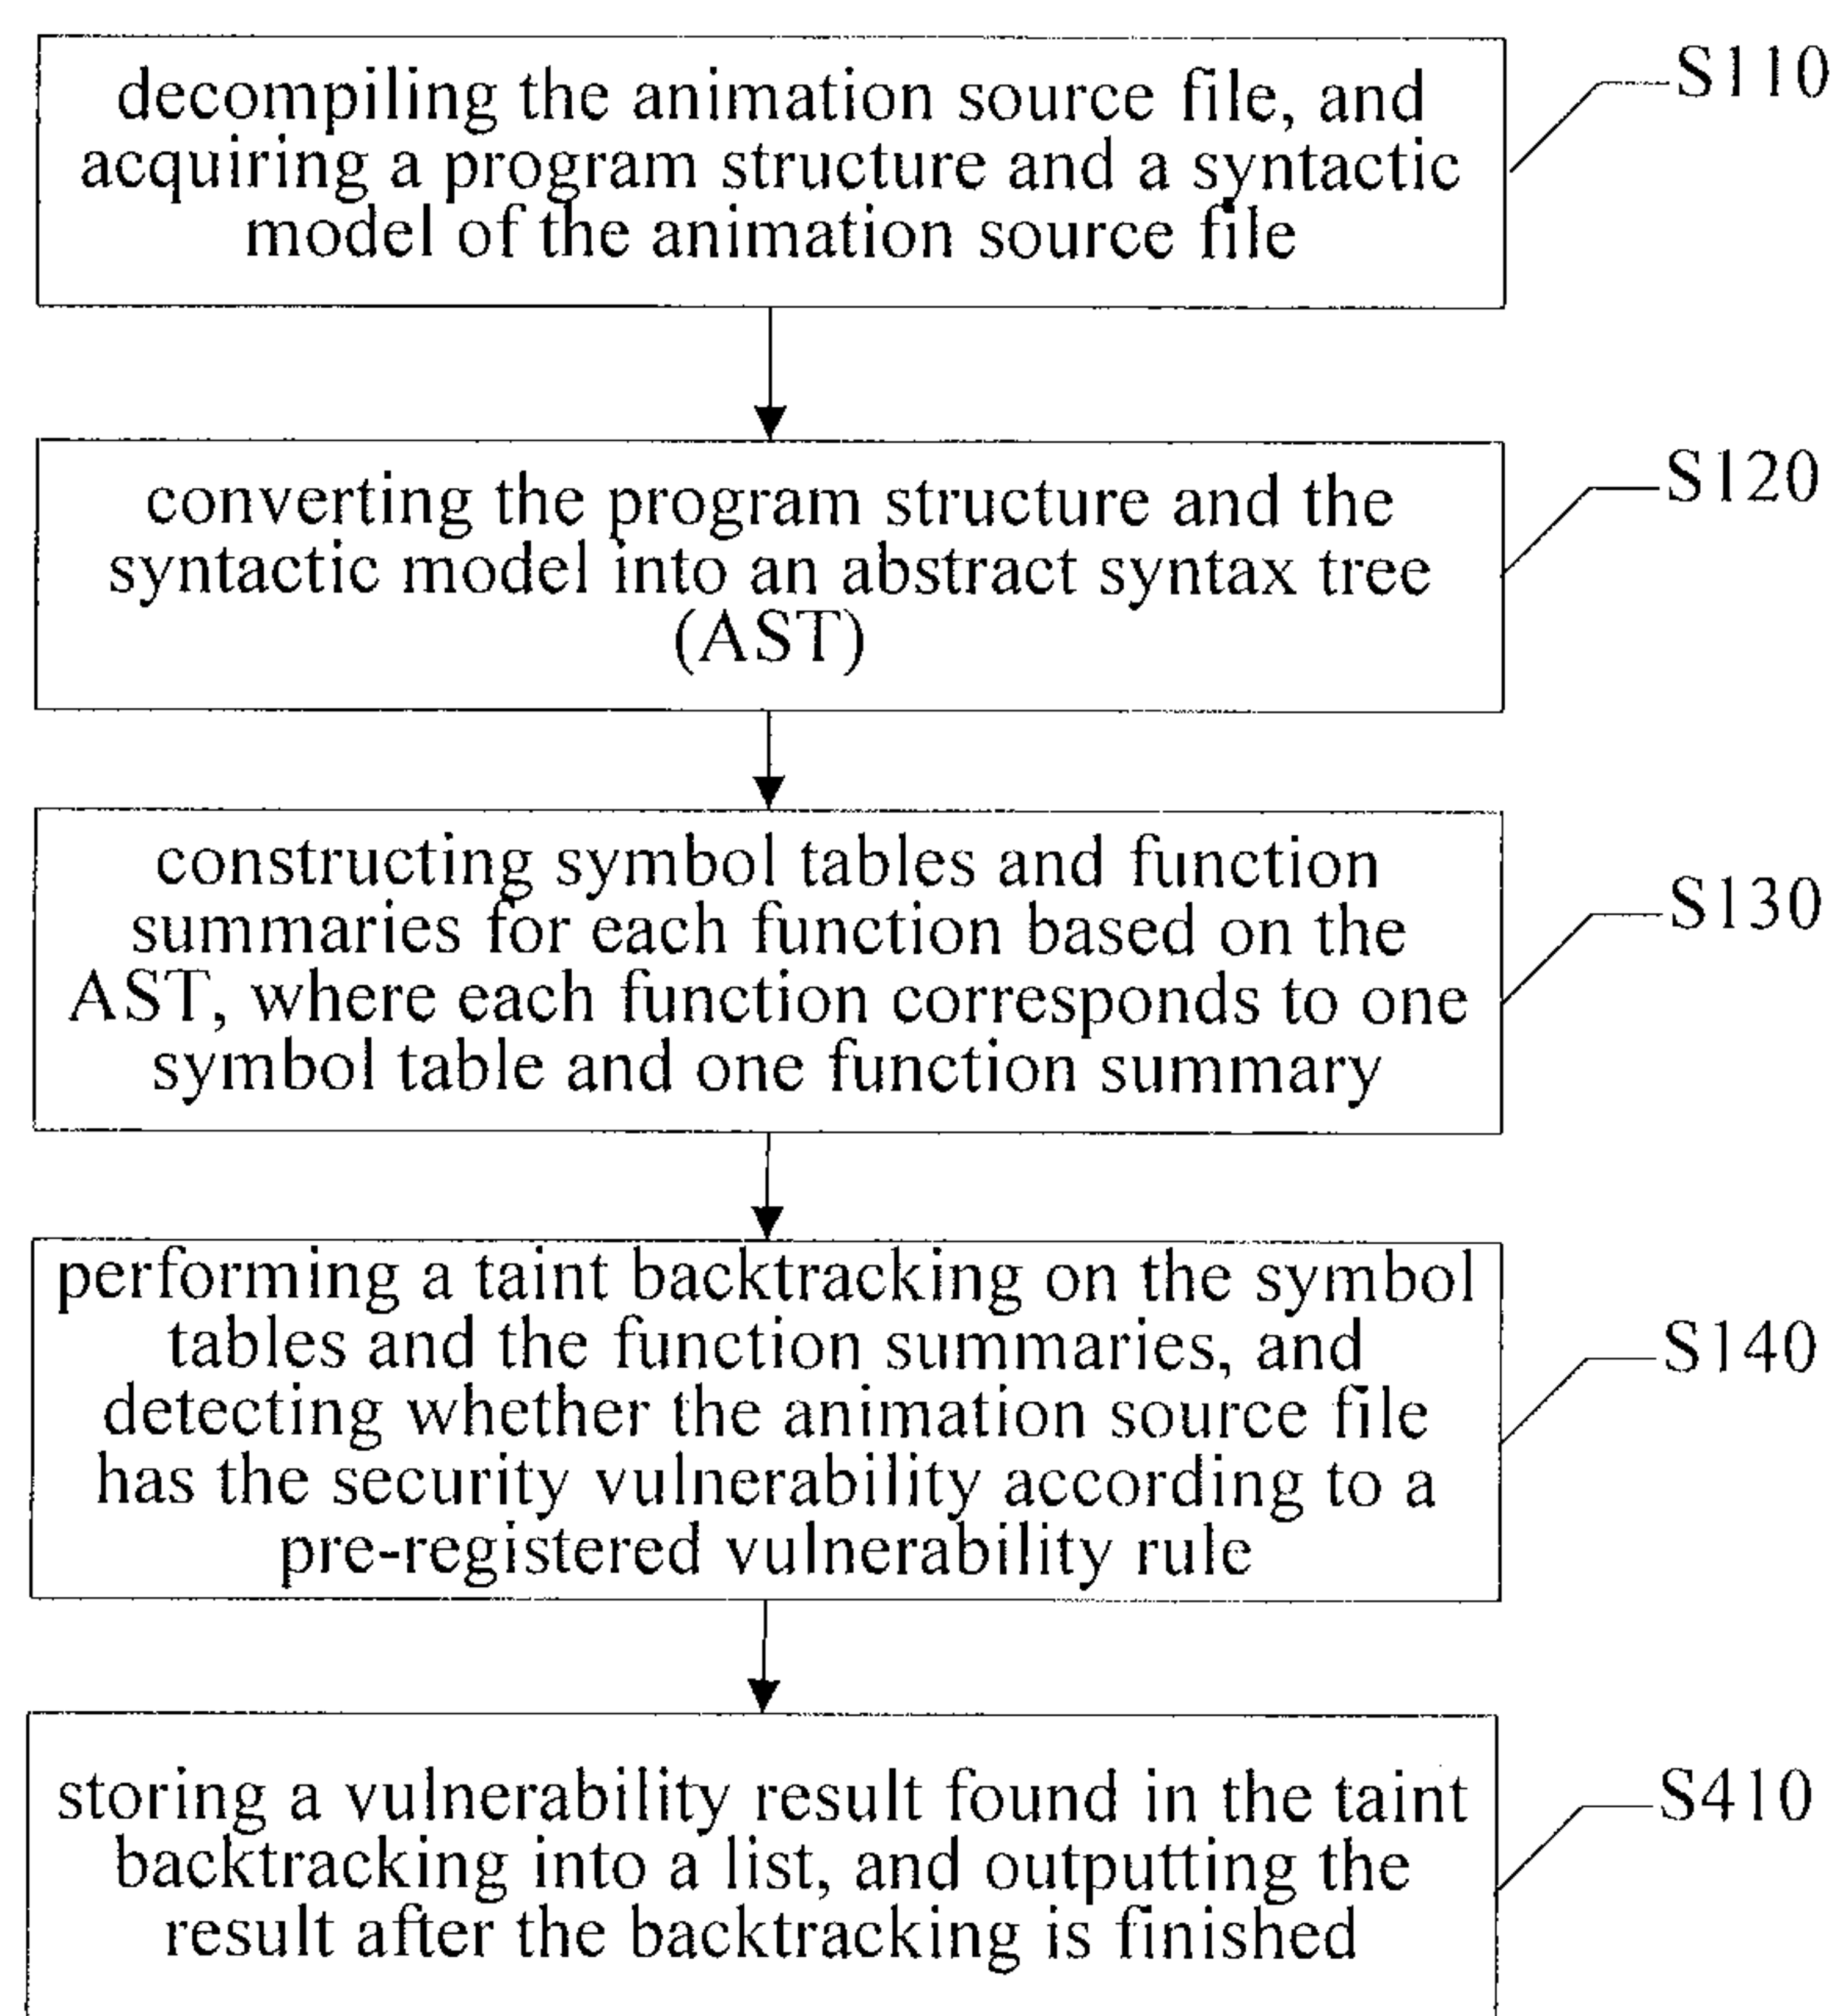 decompiling the animation source file, and
acquiring a program structure and a syntactic
model of the animation source file
S110
converting the program structure and the
syntactic model into an abstract syntax tree
(AST)
S120
constructing symbol tables and function
summaries for each function based on the
AST, where each function corresponds to one
symbol table and one function summary
S130
performing a taint backtracking on the symbol
tables and the function summaries, and
detecting whether the animation source file
has the security vulnerability according to a
pre-registered vulnerability rule
S140
storing a vulnerability result found in the taint
backtracking into a list, and outputting the
result after the backtracking is finished
S410